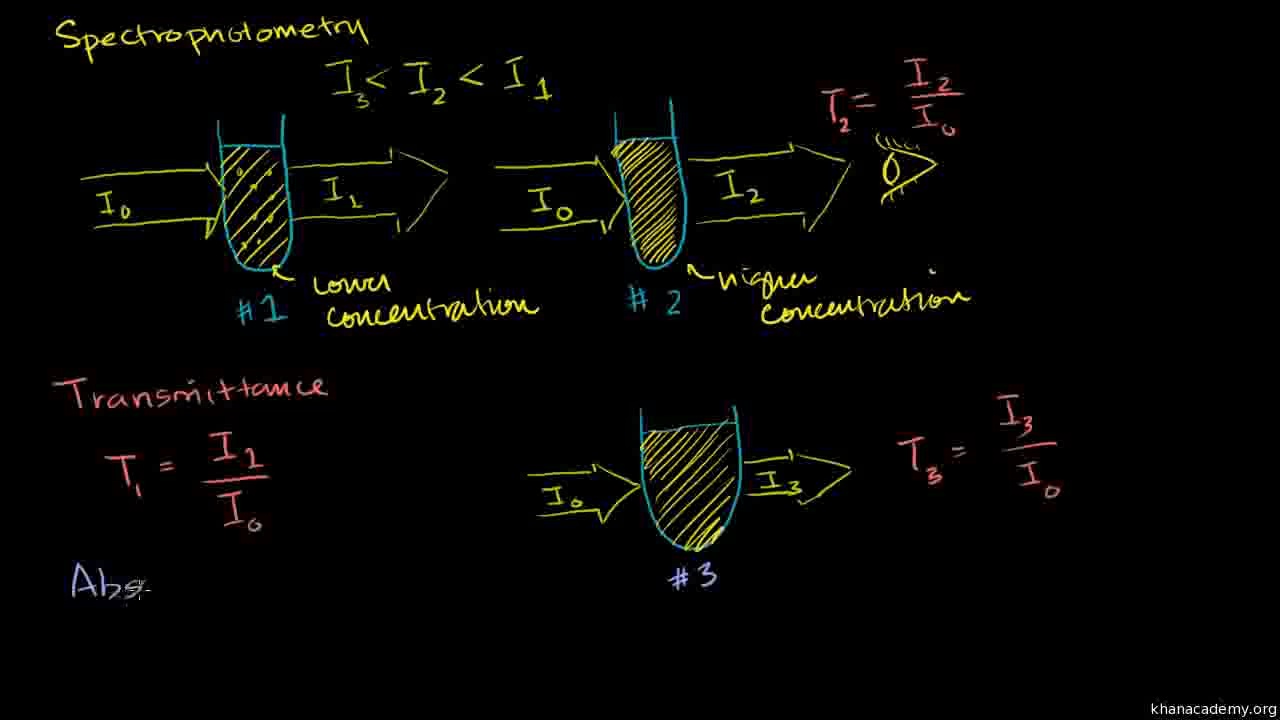 Spectrophotometry
I₃ < I₂ < I₁
T₂ = I₂ / I₀
I₀
I₁
I₀
I₂
#1
lower
concentration
#2
higher
concentration
Transmittance
T₁ = I₁ / I₀
I₀
I₃
T₃ = I₃ / I₀
#3
Abs
khanacademy.org